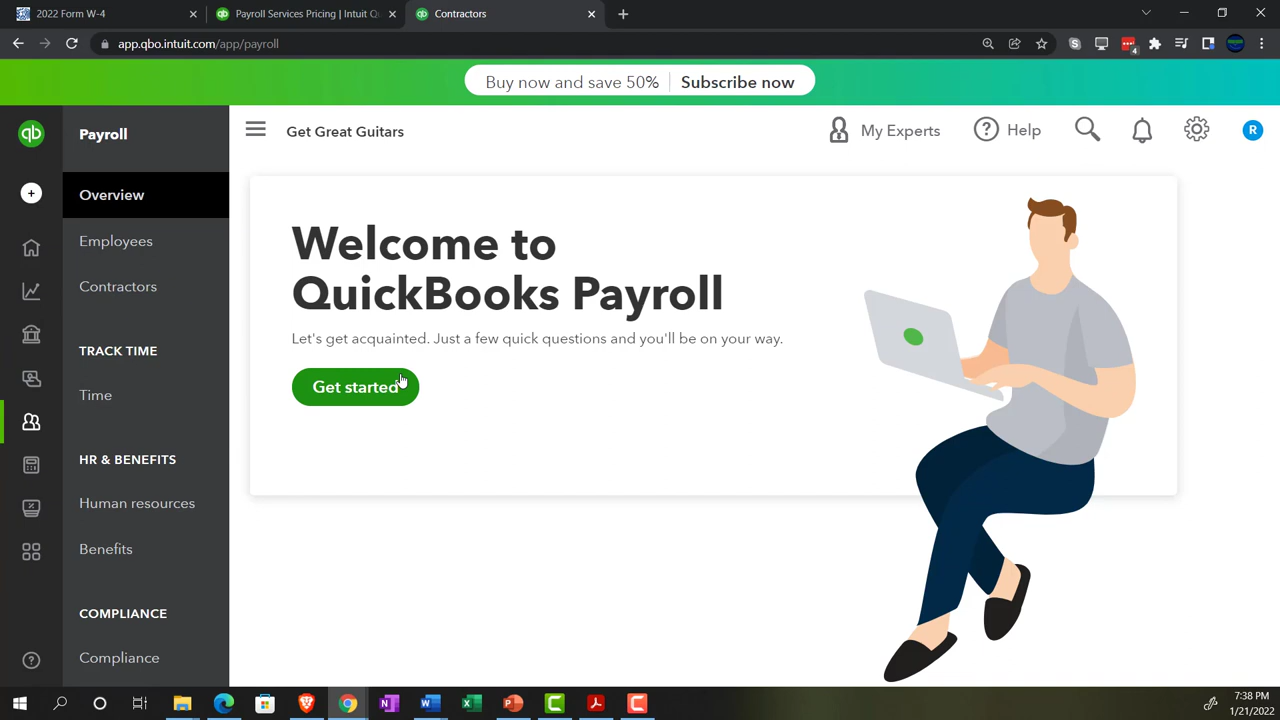 2022 Form W-4
Payroll Services Pricing | Intuit Q
Contractors
app.qbo.intuit.com/app/payroll
4
Buy now and save 50% Subscribe now
qb
Payroll
Get Great Guitars
My Experts
Help
R
Overview
Employees
Contractors
TRACK TIME
Time
HR & BENEFITS
Human resources
Benefits
COMPLIANCE
Compliance
Welcome to
QuickBooks Payroll
Let's get acquainted. Just a few quick questions and you'll be on your way.
Get started
7:38 PM
1/21/2022